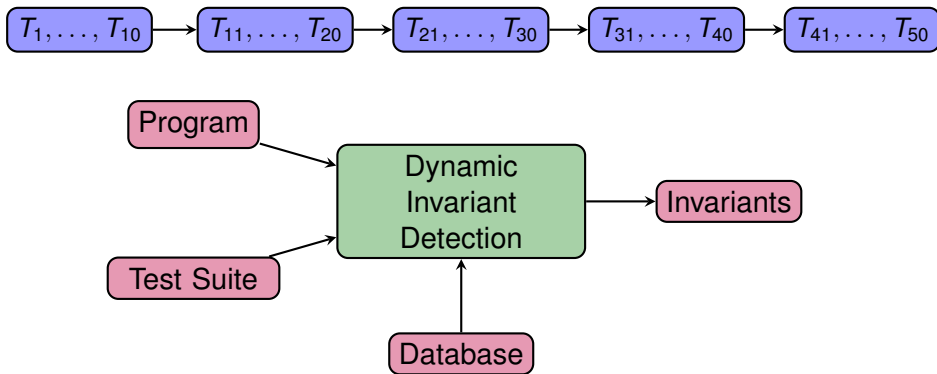 T₁, . . . , T₁₀ T₁₁, . . . , T₂₀ T₂₁, . . . , T₃₀ T₃₁, . . . , T₄₀ T₄₁, . . . , T₅₀
Program
Dynamic
Invariant
Detection
Invariants
Test Suite
Database